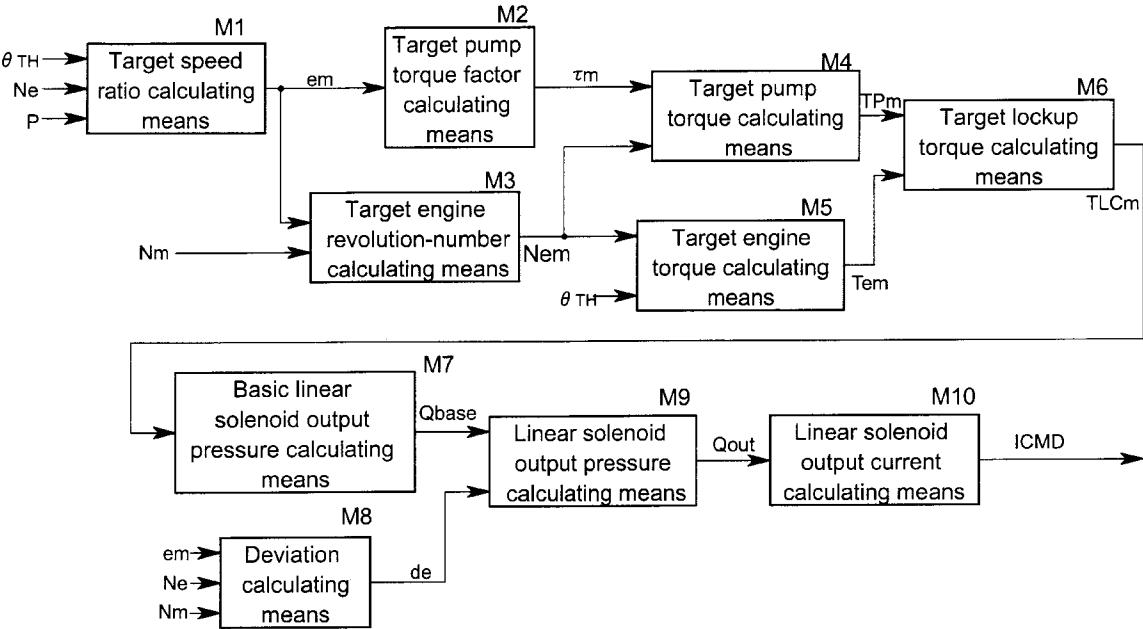 M1
θ TH
Ne
P
Target speed
ratio calculating
means
em
M2
Target pump
torque factor
calculating
means
τm
M4
Target pump
torque calculating
means
TPm
M6
Target lockup
torque calculating
means
TLCm
M3
Nm
Target engine
revolution-number
calculating means
Nem
M5
θ TH
Target engine
torque calculating
means
Tem
M7
Basic linear
solenoid output
pressure calculating
means
Qbase
M9
Linear solenoid
output pressure
calculating means
Qout
M10
Linear solenoid
output current
calculating means
ICMD
M8
em
Ne
Nm
Deviation
calculating
means
de